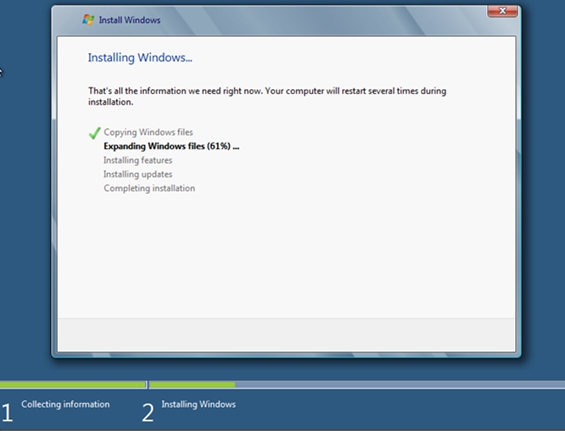 Install Windows
Installing Windows...
That's all the information we need right now. Your computer will restart several times during
installation.
Copying Windows files
Expanding Windows files (61%) ...
Installing features
Installing updates
Completing installation
1 Collecting information
2 Installing Windows